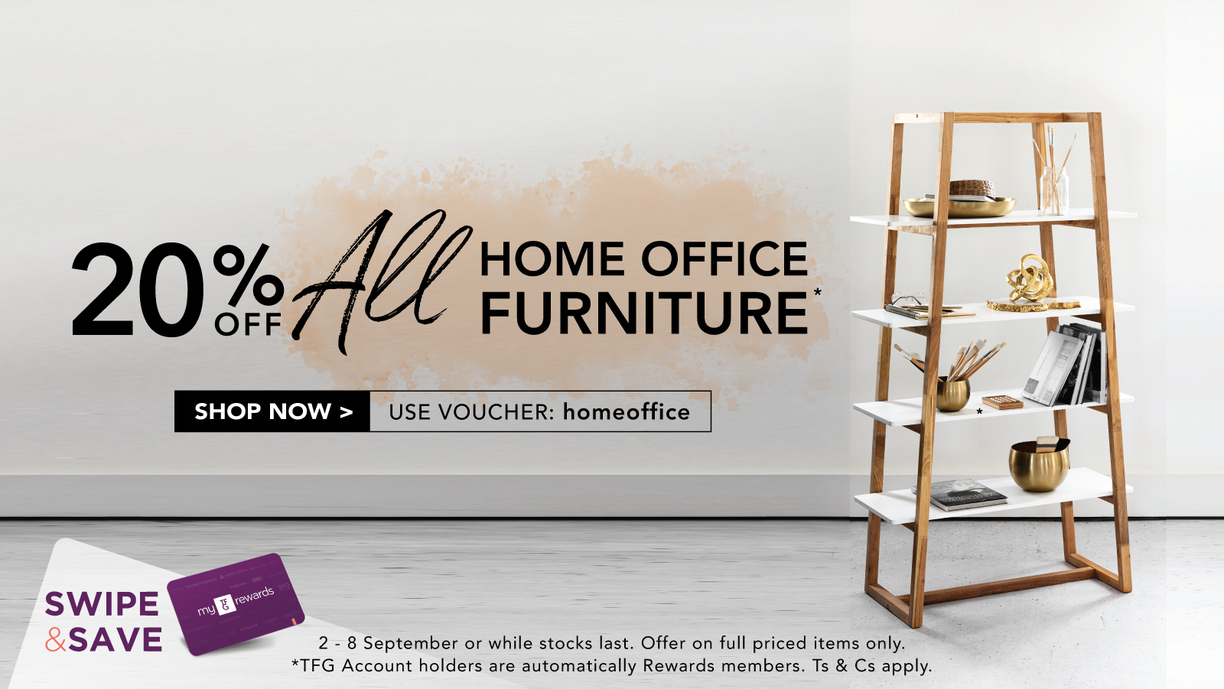 20% OFF All HOME OFFICE
FURNITURE*
SHOP NOW > USE VOUCHER: homeoffice
*
SWIPE
&SAVE
my TFG rewards
2 - 8 September or while stocks last. Offer on full priced items only.
*TFG Account holders are automatically Rewards members. Ts & Cs apply.